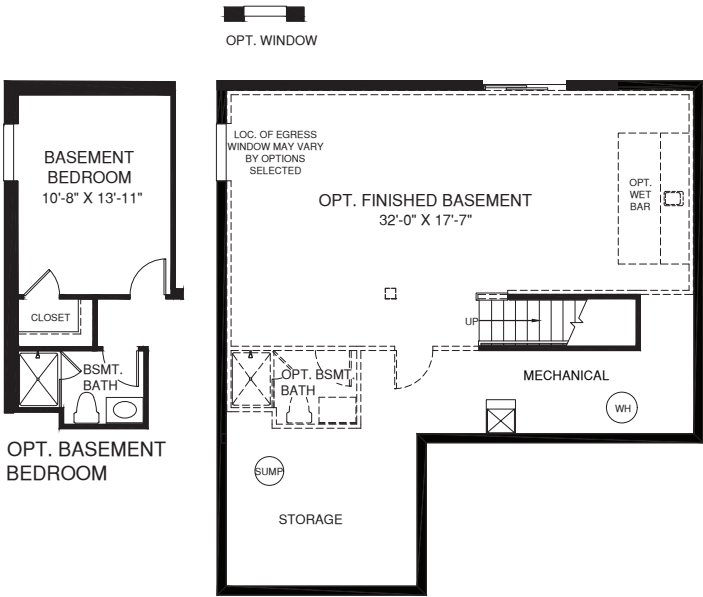 OPT. WINDOW
BASEMENT
BEDROOM
10'-8" X 13'-11"
CLOSET
BSMT.
BATH
OPT. BASEMENT
BEDROOM
LOC. OF EGRESS
WINDOW MAY VARY
BY OPTIONS
SELECTED
OPT. FINISHED BASEMENT
32'-0" X 17'-7"
OPT.
WET
BAR
UP
OPT. BSMT.
BATH
MECHANICAL
WH
SUMP
STORAGE